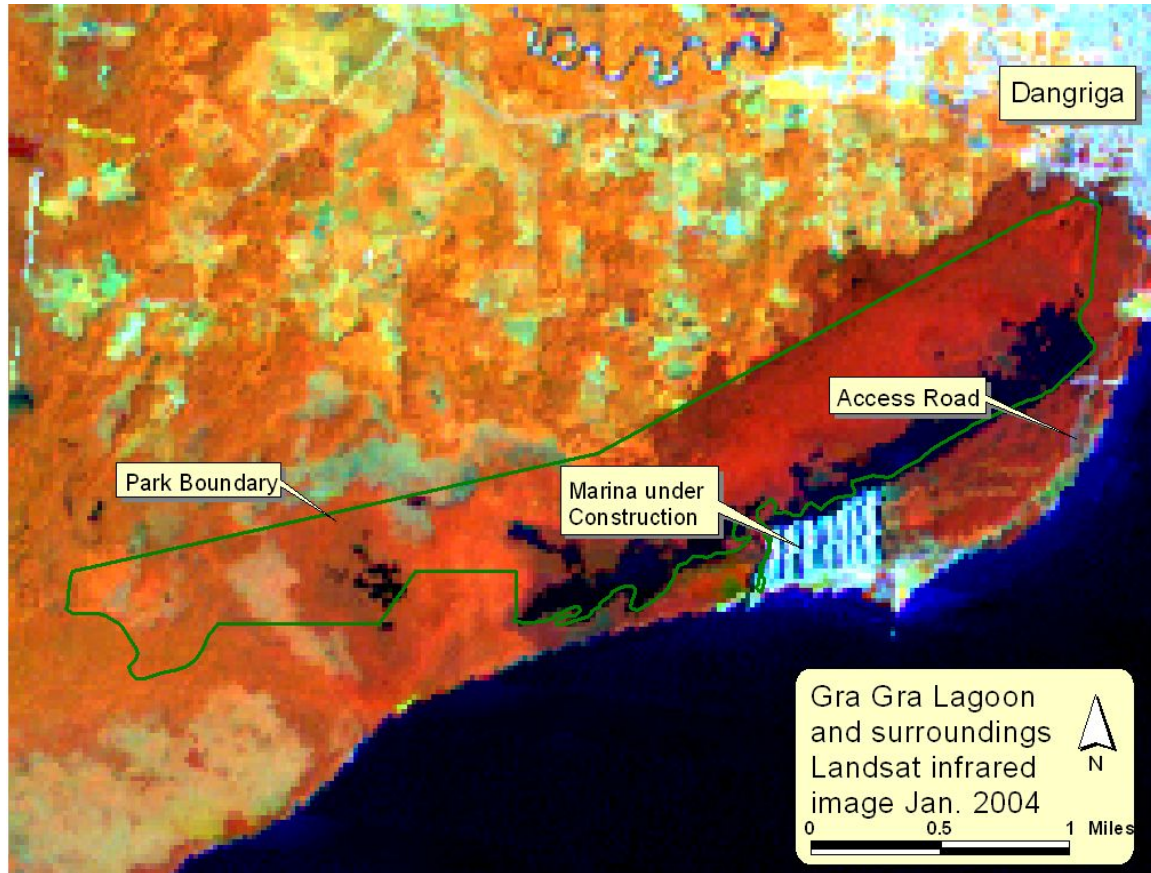 Dangriga
Access Road
Park Boundary
Marina under
Construction
Gra Gra Lagoon
and surroundings
Landsat infrared
image Jan. 2004
N
0 0.5 1 Miles